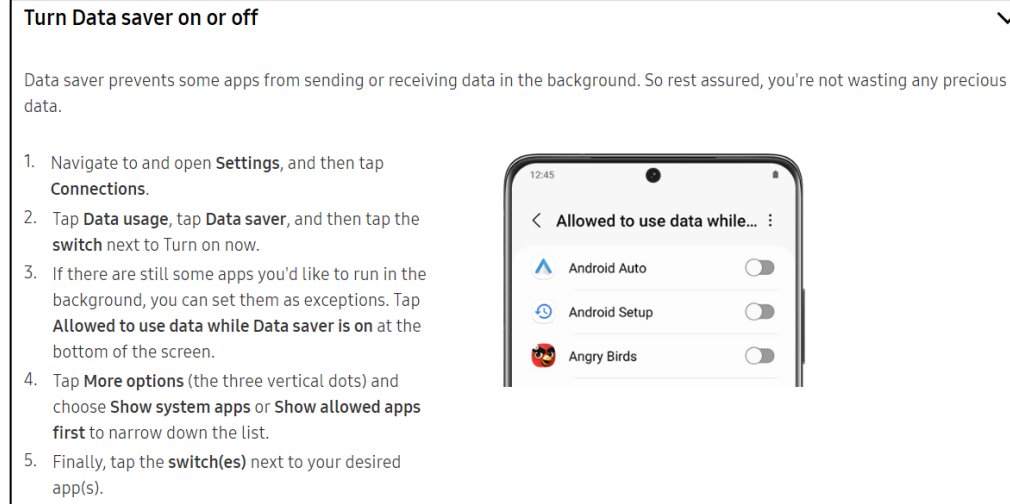 Turn Data saver on or off
Data saver prevents some apps from sending or receiving data in the background. So rest assured, you're not wasting any precious
data.
1. Navigate to and open Settings, and then tap
Connections.
2. Tap Data usage, tap Data saver, and then tap the
switch next to Turn on now.
3. If there are still some apps you'd like to run in the
background, you can set them as exceptions. Tap
Allowed to use data while Data saver is on at the
bottom of the screen.
4. Tap More options (the three vertical dots) and
choose Show system apps or Show allowed apps
first to narrow down the list.
5. Finally, tap the switch(es) next to your desired
app(s).
12:45
Allowed to use data while...
Android Auto
Android Setup
Angry Birds